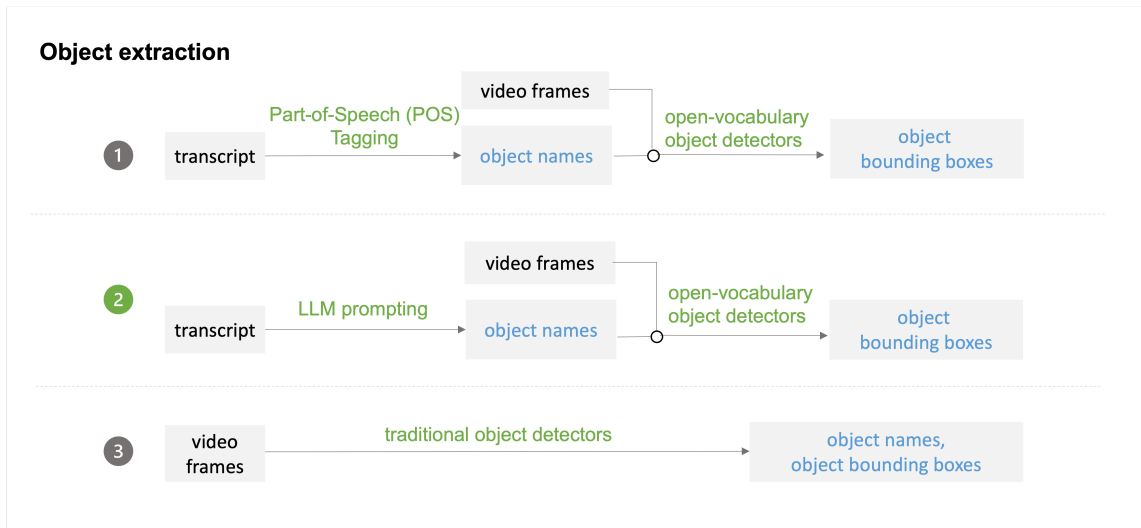 Object extraction
video frames
Part-of-Speech (POS)
Tagging
open-vocabulary
object detectors
1
transcript
object names
object
bounding boxes
video frames
2
LLM prompting
open-vocabulary
object detectors
transcript
object names
object
bounding boxes
3
video
frames
traditional object detectors
object names,
object bounding boxes